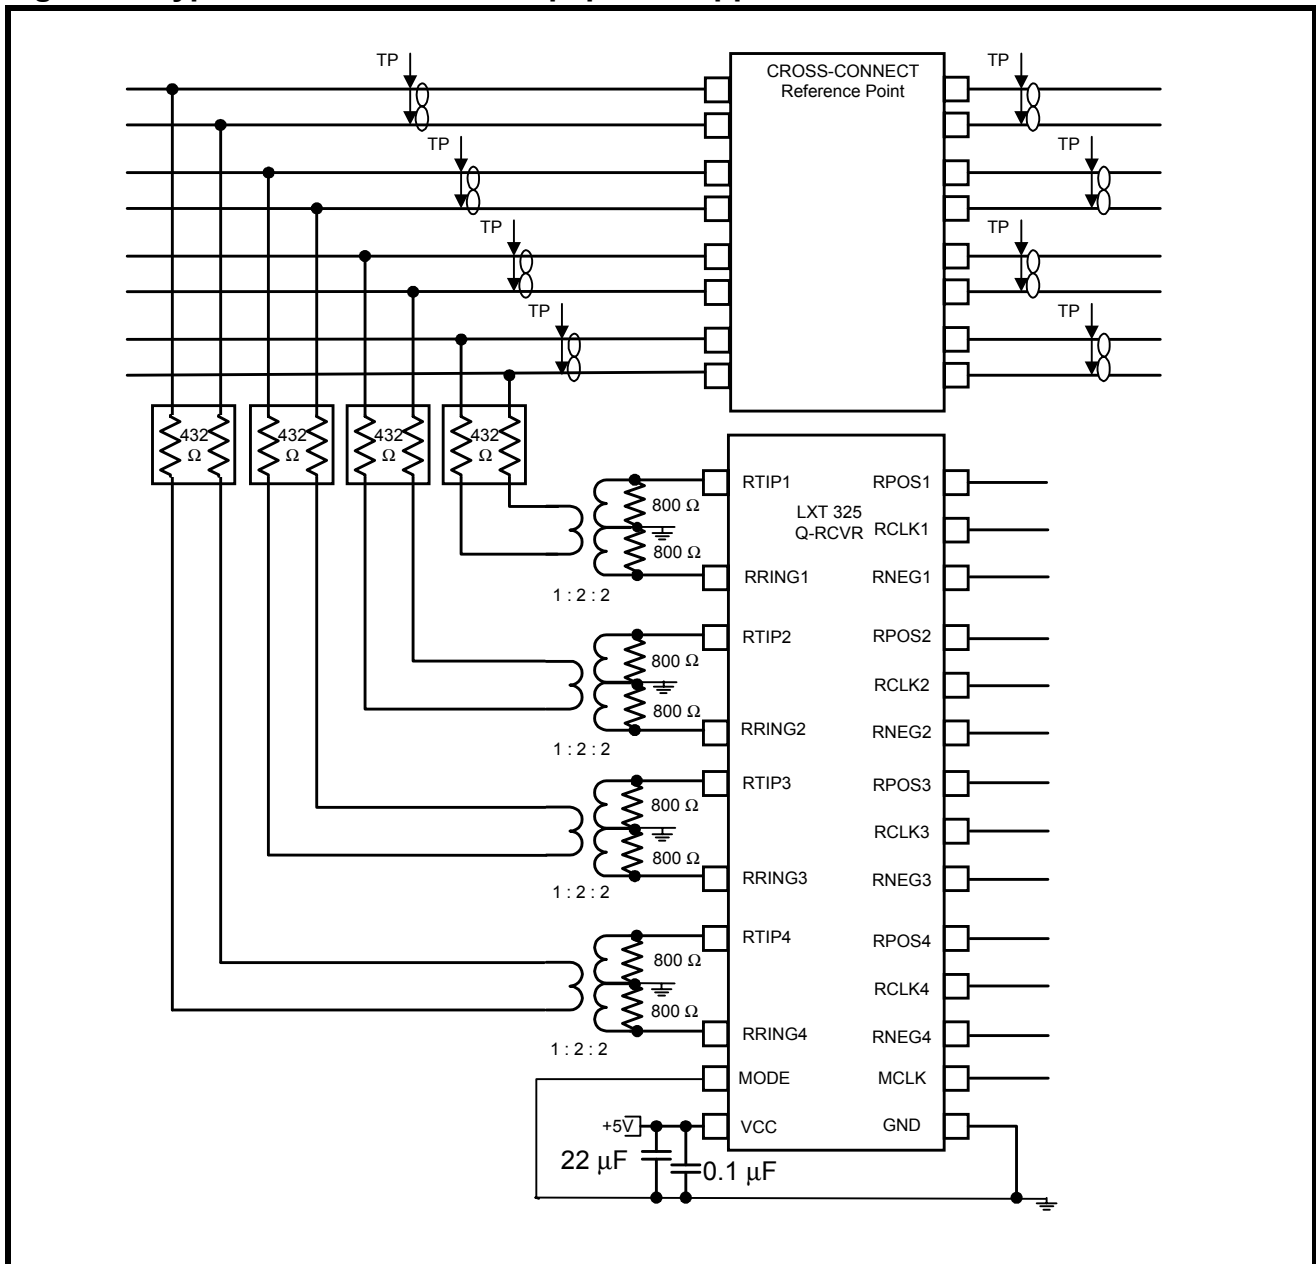 TP
CROSS-CONNECT
Reference Point
TP
TP
TP
TP
TP
TP
TP
432
Ω
432
Ω
432
Ω
432
Ω
RTIP1
RPOS1
800 Ω
LXT 325
Q-RCVR
RCLK1
800 Ω
RRING1
RNEG1
1 : 2 : 2
RTIP2
RPOS2
800 Ω
RCLK2
800 Ω
RRING2
RNEG2
1 : 2 : 2
RTIP3
RPOS3
800 Ω
RCLK3
800 Ω
RRING3
RNEG3
1 : 2 : 2
RTIP4
RPOS4
800 Ω
RCLK4
800 Ω
RRING4
RNEG4
1 : 2 : 2
MODE
MCLK
+5V
VCC
GND
22 µF
0.1 µF